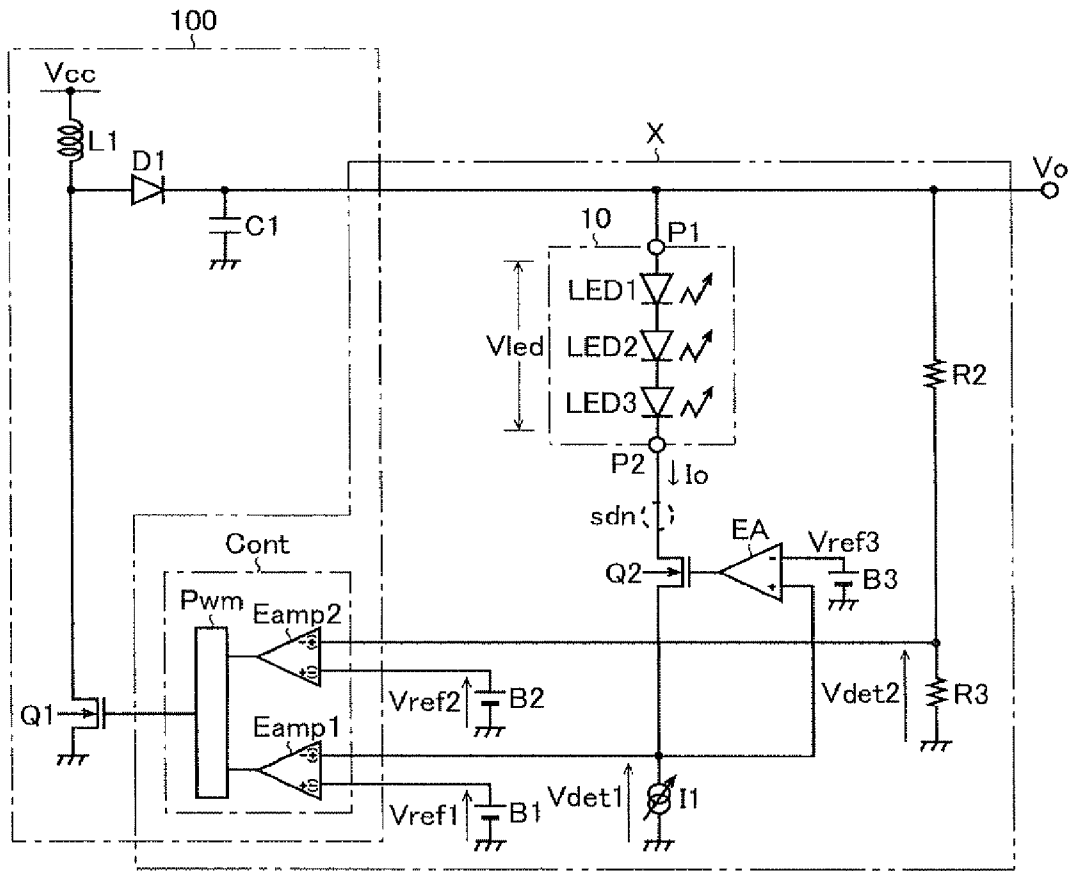 100
Vcc
L1
D1
C1
X
Vo
10
P1
LED1
LED2
LED3
Vled
R2
P2
Io
sdn
EA
Vref3
Q2
B3
Cont
Pwm
Eamp2
-(+)
+(-)
Vref2
B2
Vdet2
R3
Q1
Eamp1
-(+)
+(-)
Vref1
B1
Vdet1
I1
-
+